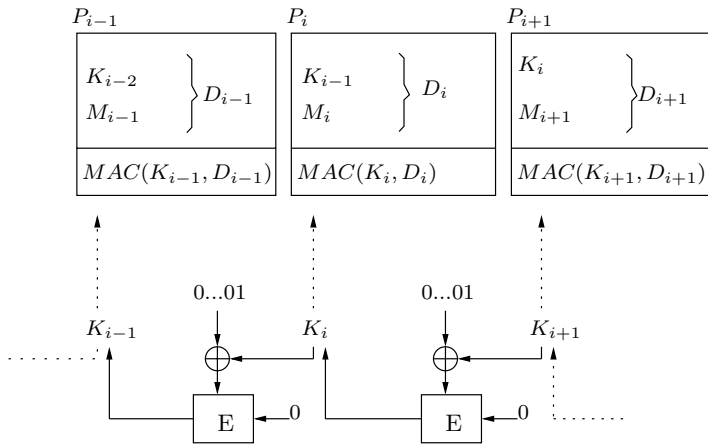 P_{i−1} P_i P_{i+1}
K_{i−2} K_{i−1} K_i
D_{i−1} D_i D_{i+1}
M_{i−1} M_i M_{i+1}
MAC(K_{i−1}, D_{i−1}) MAC(K_i, D_i) MAC(K_{i+1}, D_{i+1})
0...01 0...01
K_{i−1} K_i K_{i+1}
E 0 E 0